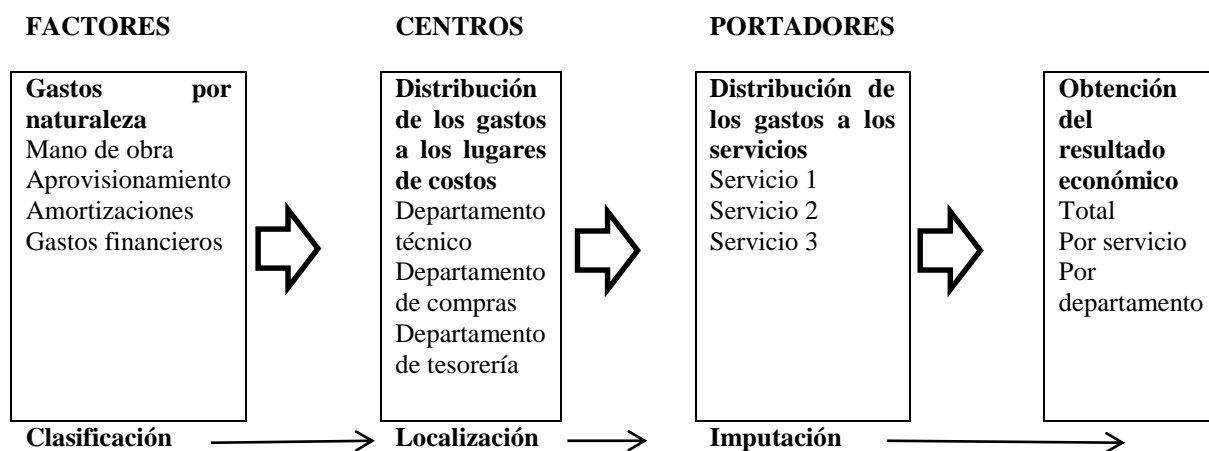 FACTORES
CENTROS
PORTADORES
Gastos por
naturaleza
Mano de obra
Aprovisionamiento
Amortizaciones
Gastos financieros
Distribución
de los gastos
a los lugares
de costos
Departamento
técnico
Departamento
de compras
Departamento
de tesorería
Distribución de
los gastos a los
servicios
Servicio 1
Servicio 2
Servicio 3
Obtención
del
resultado
económico
Total
Por servicio
Por
departamento
Clasificación
Localización
Imputación